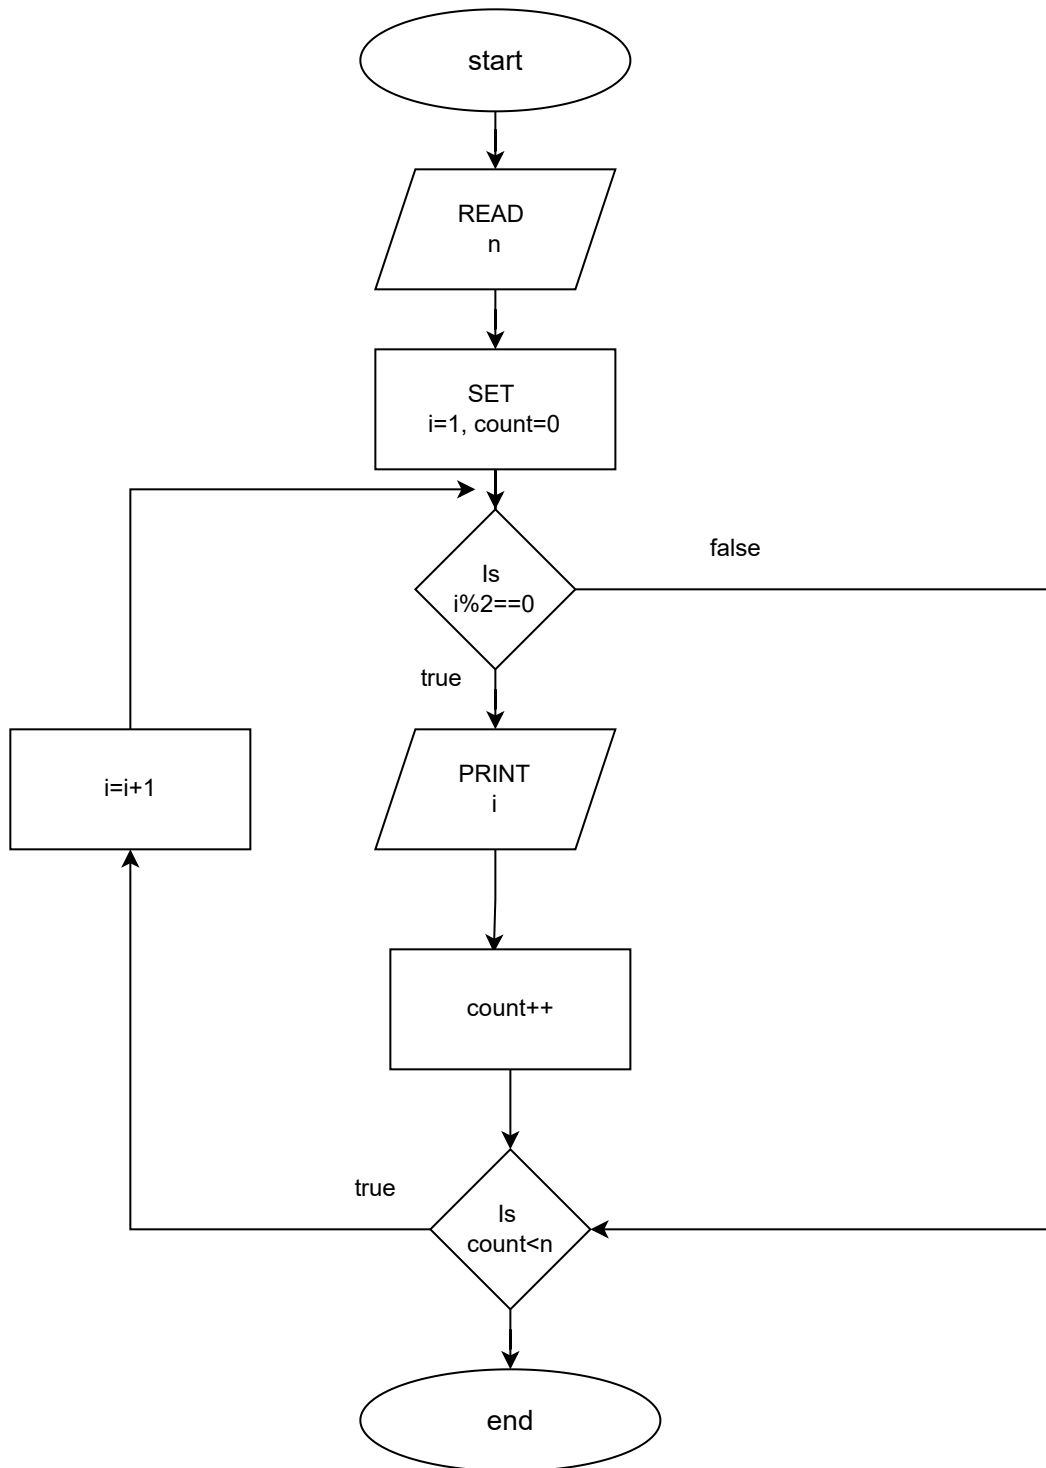 start
READ
n
SET
i=1, count=0
false
Is
i%2==0
true
PRINT
i
i=i+1
count++
true
Is
count<n
end